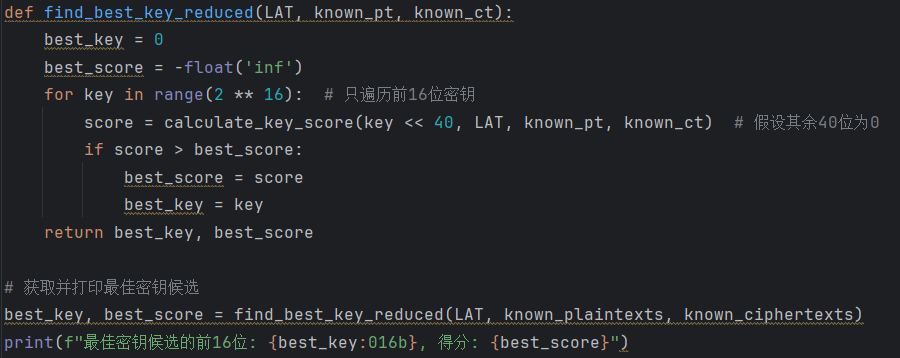 def find_best_key_reduced(LAT, known_pt, known_ct):
    best_key = 0
    best_score = -float('inf')
    for key in range(2 ** 16):  # 只遍历前16位密钥
        score = calculate_key_score(key << 40, LAT, known_pt, known_ct)  # 假设其余40位为0
        if score > best_score:
            best_score = score
            best_key = key
    return best_key, best_score
# 获取并打印最佳密钥候选
best_key, best_score = find_best_key_reduced(LAT, known_plaintexts, known_ciphertexts)
print(f"最佳密钥候选的前16位: {best_key:016b}, 得分: {best_score}")